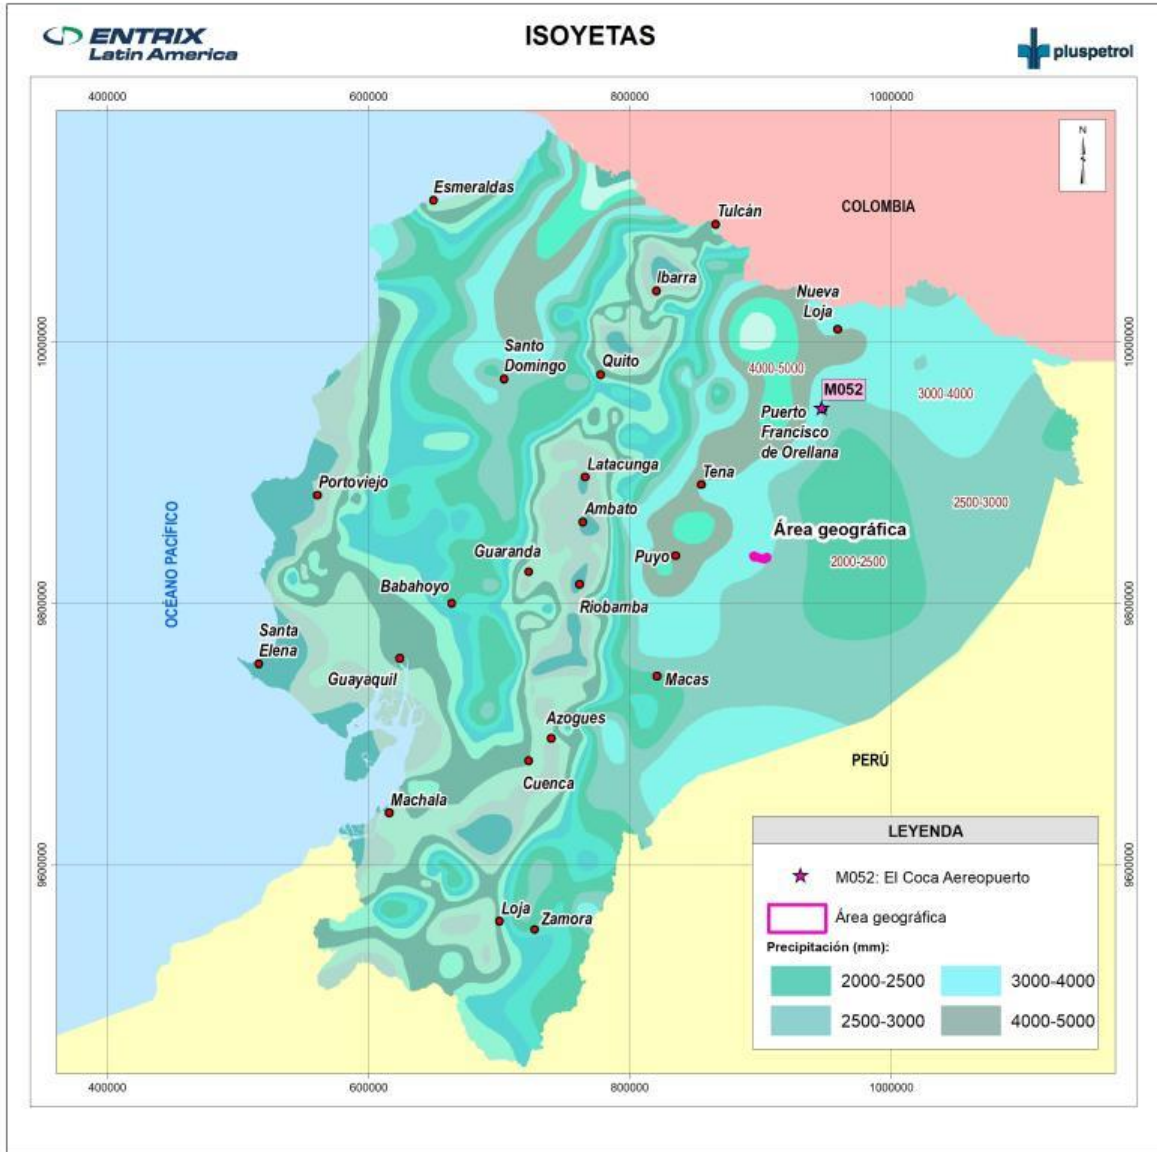 ENTRIX
Latin America
ISOYETAS
pluspetrol
400000
600000
800000
1000000
N
Esmeraldas
Tulcán
COLOMBIA
Ibarra
Nueva
Loja
10000000
10000000
Santo
Domingo
Quito
4000-5000
M052
3000-4000
Puerto
Francisco
de Orellana
Latacunga
Tena
Portoviejo
2500-3000
Ambato
Área geográfica
OCÉANO PACÍFICO
Guaranda
Puyo
2000-2500
Babahoyo
Riobamba
9800000
9800000
Santa
Elena
Guayaquil
Macas
Azogues
PERÚ
Cuenca
Machala
LEYENDA
9600000
9600000
M052: El Coca Aereopuerto
Área geográfica
Loja
Zamora
Precipitación (mm):
2000-2500
3000-4000
2500-3000
4000-5000
400000
600000
800000
1000000